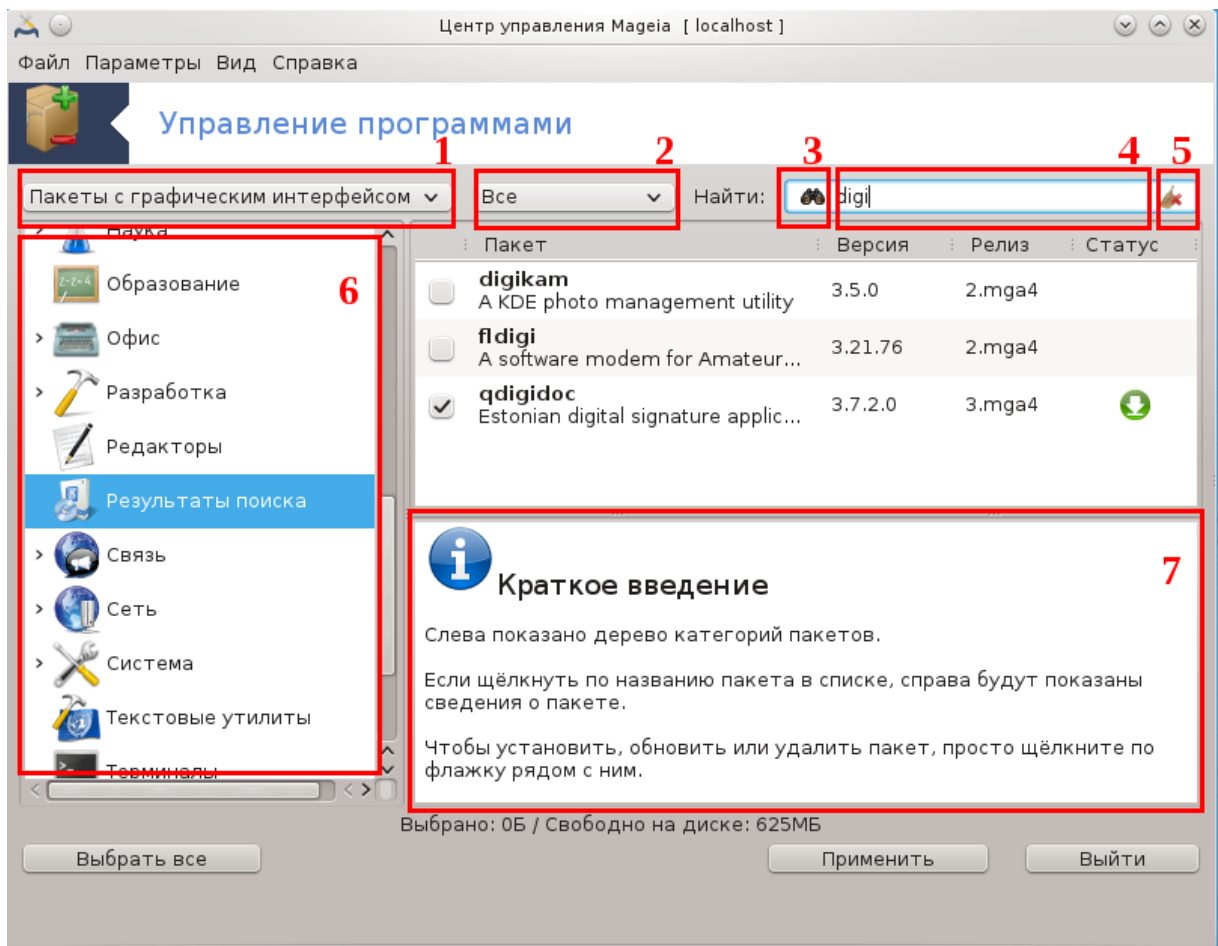 Центр управления Mageia [ localhost ]
Файл Параметры Вид Справка
Управление программами
1 2 3 4 5
Пакеты с графическим интерфейсом Все Найти: digi
6
Наука
Образование
Офис
Разработка
Редакторы
Результаты поиска
Связь
Сеть
Система
Текстовые утилиты
Терминалы
Пакет Версия Релиз Статус
digikam
A KDE photo management utility 3.5.0 2.mga4
fldigi
A software modem for Amateur... 3.21.76 2.mga4
qdigidoc
Estonian digital signature applic... 3.7.2.0 3.mga4
7
Краткое введение
Слева показано дерево категорий пакетов.
Если щёлкнуть по названию пакета в списке, справа будут показаны
сведения о пакете.
Чтобы установить, обновить или удалить пакет, просто щёлкните по
флажку рядом с ним.
Выбрано: 0Б / Свободно на диске: 625МБ
Выбрать все Применить Выйти